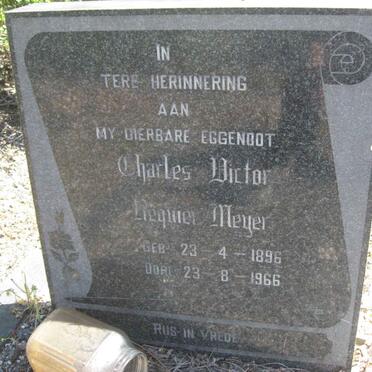 IN
TERE HERINNERING
AAN
MY DIERBARE EGGENOOT
Charles Victor
Regnier Meyer
GEB. 23 - 4 - 1896
OORL 23 - 8 - 1966
RUS IN VREDE